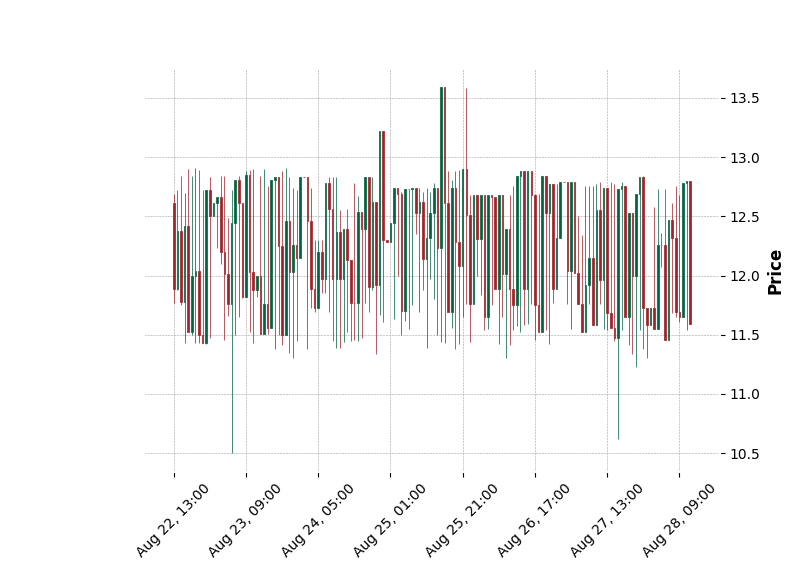 13.5
13.0
12.5
12.0
11.5
11.0
10.5
Price
Aug 22, 13:00
Aug 23, 09:00
Aug 24, 05:00
Aug 25, 01:00
Aug 25, 21:00
Aug 26, 17:00
Aug 27, 13:00
Aug 28, 09:00